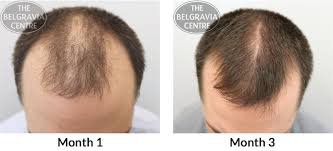 THE
BELGRAVIA
CENTRE
THE
BELGRAVIA
CENTRE
Month 1
Month 3